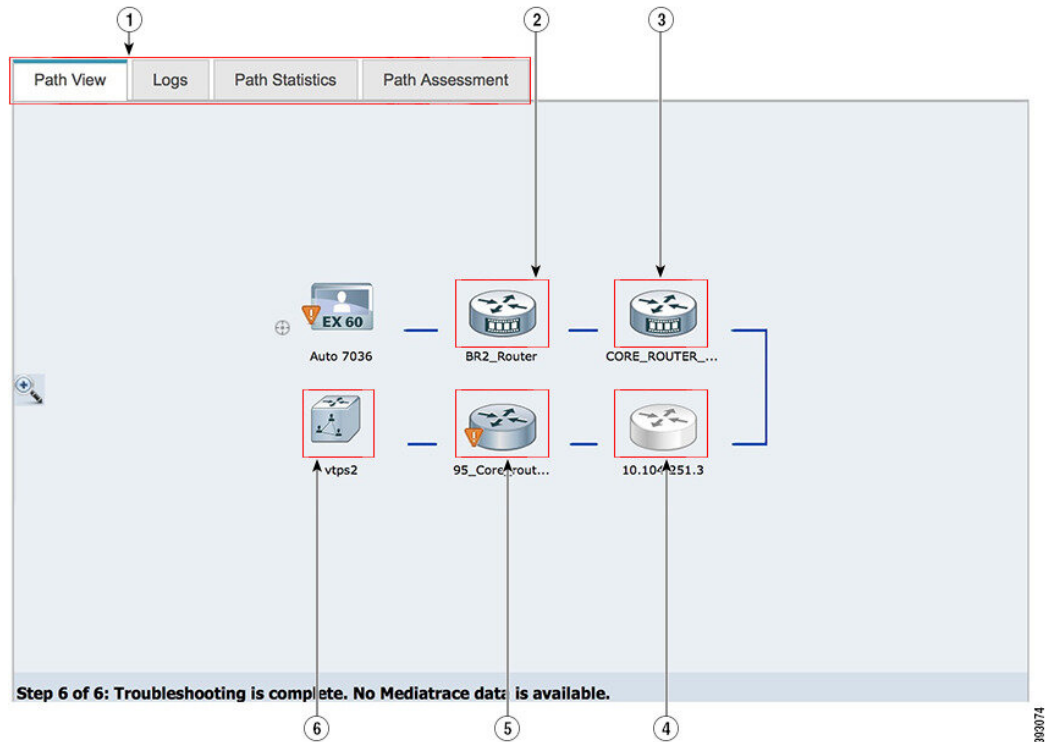 1 2 3
Path View Logs Path Statistics Path Assessment
EX 60
Auto 7036 BR2_Router CORE_ROUTER_...
vtps2 95_Core_rout... 10.104.251.3
Step 6 of 6: Troubleshooting is complete. No Mediatrace data is available.
6 5 4
393074